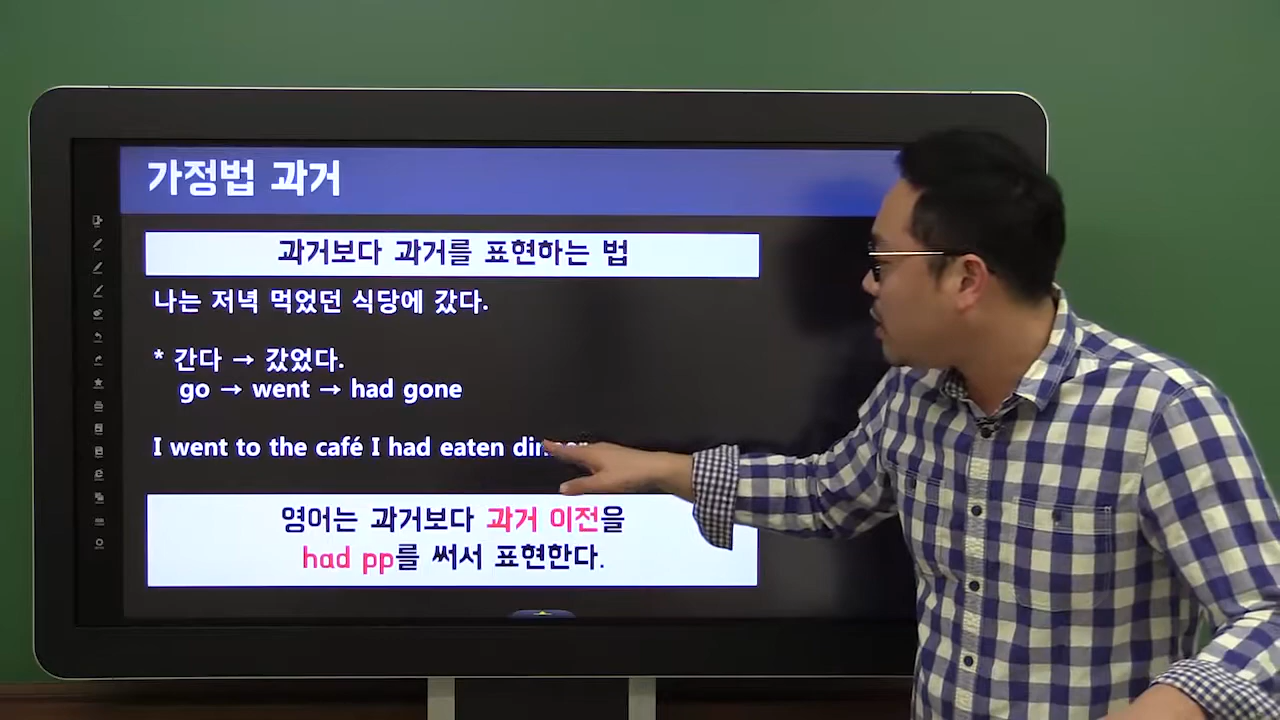 가정법 과거
과거보다 과거를 표현하는 법
나는 저녁 먹었던 식당에 갔다.
* 간다 → 갔었다.
go → went → had gone
I went to the café I had eaten
영어는 과거보다 과거 이전을
had pp를 써서 표현한다.